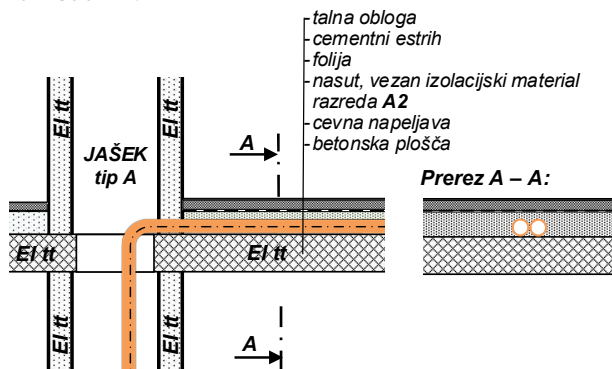 - talna obloga
- cementni estrih
- folija
- nasut, vezan izolacijski material
razreda A2
- cevna napeljava
- betonska plošča
EI tt
EI tt
JAŠEK
tip A
A
Prerez A – A:
EI tt
EI tt
EI tt
EI tt
A